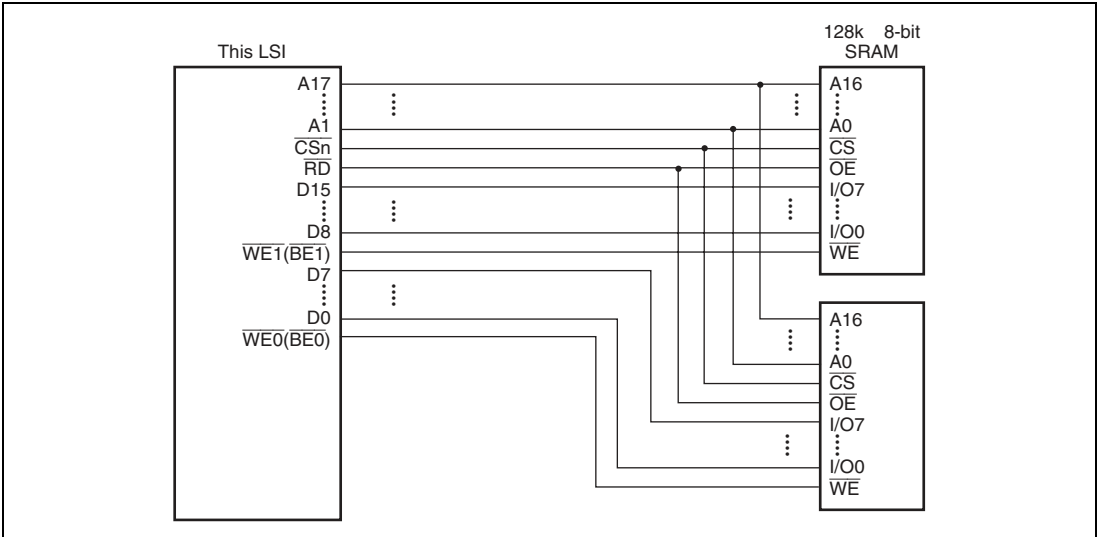 This LSI
A17
A1
CSn
RD
D15
D8
WE1(BE1)
D7
D0
WE0(BE0)
128k 8-bit
SRAM
A16
A0
CS
OE
I/O7
I/O0
WE
A16
A0
CS
OE
I/O7
I/O0
WE